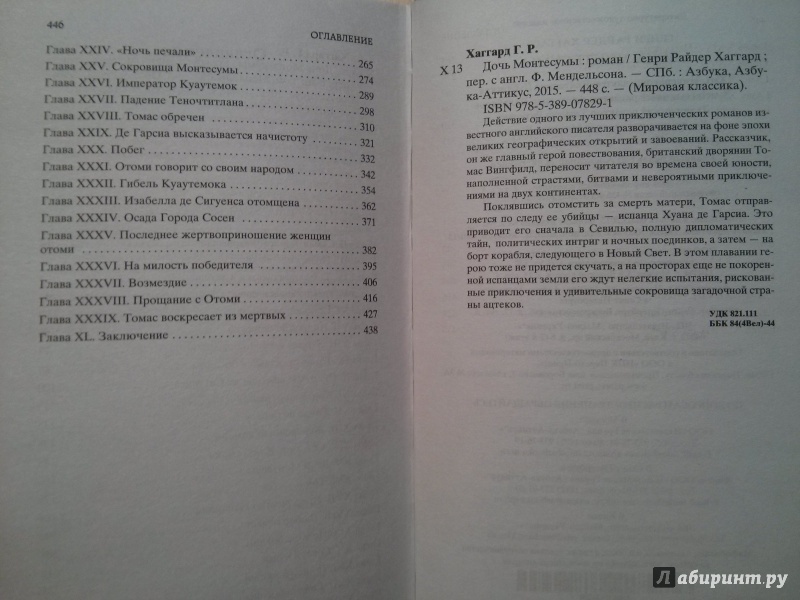 446
ОГЛАВЛЕНИЕ
Глава XXIV. «Ночь печали» 265
Глава XXV. Сокровища Монтесумы 274
Глава XXVI. Император Куаутемок 289
Глава XXVII. Падение Теночтитлана 298
Глава XXVIII. Томас обречен 310
Глава XXIX. Де Гарсиа высказывается начистоту 321
Глава XXX. Побег 332
Глава XXXI. Отоми говорит со своим народом 342
Глава XXXII. Гибель Куаутемока 354
Глава XXXIII. Изабелла де Сигуенса отомщена 362
Глава XXXIV. Осада Города Сосен 371
Глава XXXV. Последнее жертвоприношение женщин
отоми 382
Глава XXXVI. На милость победителя 395
Глава XXXVII. Возмездие 406
Глава XXXVIII. Прощание с Отоми 416
Глава XXXIX. Томас воскресает из мертвых 427
Глава XL. Заключение 438
Хаггард Г. Р.
Х 13 Дочь Монтесумы : роман / Генри Райдер Хаггард ;
пер. с англ. Ф. Мендельсона. — СПб. : Азбука, Азбу-
ка-Аттикус, 2015. — 448 с. — (Мировая классика).
ISBN 978-5-389-07829-1
Действие одного из лучших приключенческих романов из-
вестного английского писателя разворачивается на фоне эпохи
великих географических открытий и завоеваний. Рассказчик,
он же главный герой повествования, британский дворянин То-
мас Вингфилд, переносит читателя во времена своей юности,
наполненной страстями, битвами и невероятными приключе-
ниями на двух континентах.
Поклявшись отомстить за смерть матери, Томас отправ-
ляется по следу ее убийцы — испанца Хуана де Гарсиа. Это
приводит его сначала в Севилью, полную дипломатических
тайн, политических интриг и ночных поединков, а затем — на
борт корабля, следующего в Новый Свет. В этом плавании ге-
рою тоже не придется скучать, а на просторах еще не покорен-
ной испанцами земли его ждут нелегкие испытания, рискован-
ные приключения и удивительные сокровища загадочной стра-
ны ацтеков.
УДК 821.111
ББК 84(4Вел)-44
Лабиринт.ру